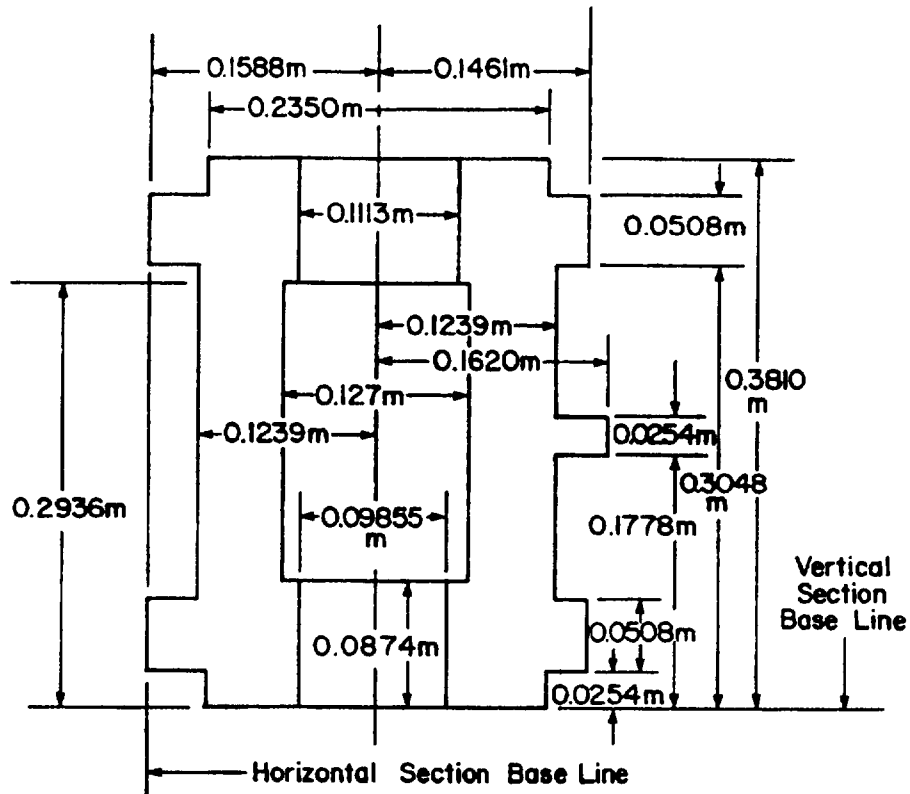 0.1588m
0.1461m
0.2350m
0.1113m
0.0508m
0.1239m
0.1620m
0.3810
m
0.127m
0.1239m
0.0254m
0.3048
m
0.2936m
0.09855
m
0.1778m
Vertical
Section
Base Line
0.0874m
0.0508m
0.0254m
Horizontal Section Base Line